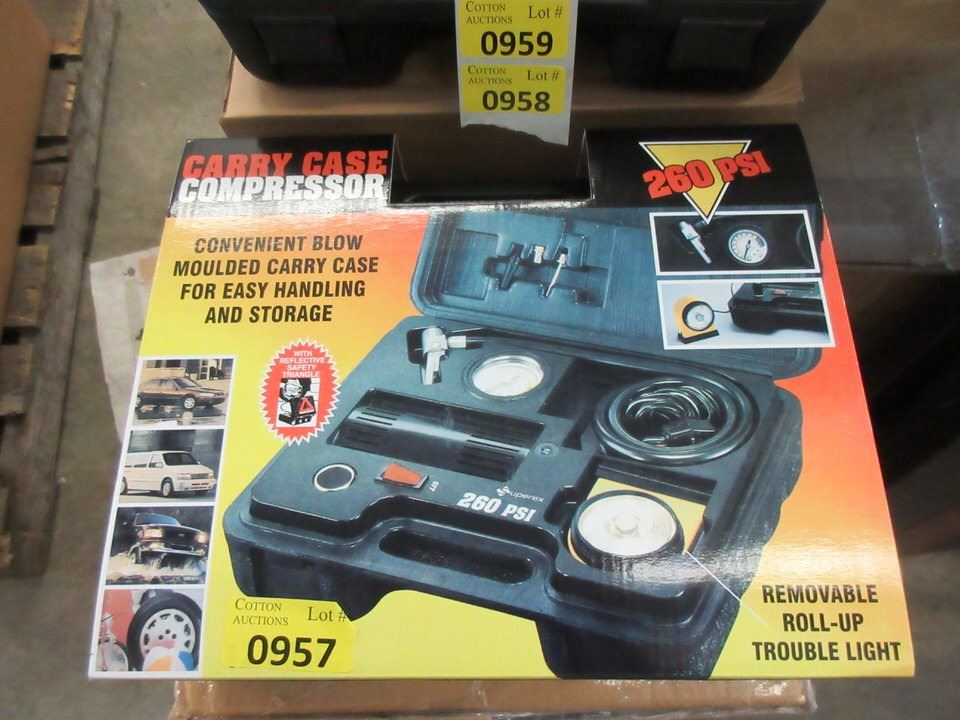 COTTON AUCTIONS Lot #
0959
COTTON AUCTIONS Lot #
0958
CARRY CASE
COMPRESSOR
260 PSI
CONVENIENT BLOW
MOULDED CARRY CASE
FOR EASY HANDLING
AND STORAGE
WITH
REFLECTIVE
SAFETY
TRIANGLE
Superex
260 PSI
COTTON AUCTIONS Lot #
0957
REMOVABLE
ROLL-UP
TROUBLE LIGHT